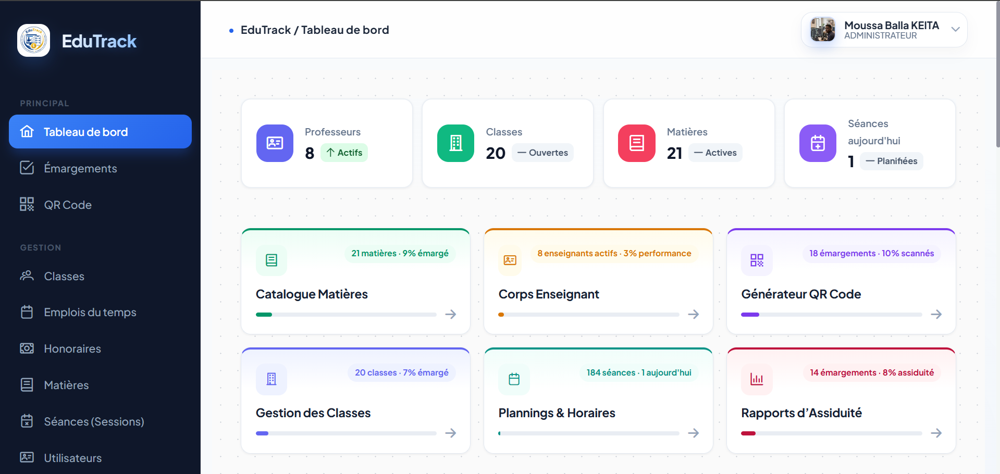 EduTrack
EduTrack
PRINCIPAL
Tableau de bord
Émargements
QR Code
GESTION
Classes
Emplois du temps
Honoraires
Matières
Séances (Sessions)
Utilisateurs
EduTrack / Tableau de bord
Moussa Balla KEITA
ADMINISTRATEUR
Professeurs
8 Actifs
Classes
20 Ouvertes
Matières
21 Actives
Séances
aujourd'hui
1 Planifiées
21 matières · 9% émargé
Catalogue Matières
8 enseignants actifs · 3% performance
Corps Enseignant
18 émargements · 10% scannés
Générateur QR Code
20 classes · 7% émargé
Gestion des Classes
184 séances · 1 aujourd'hui
Plannings & Horaires
14 émargements · 8% assiduité
Rapports d’Assiduité